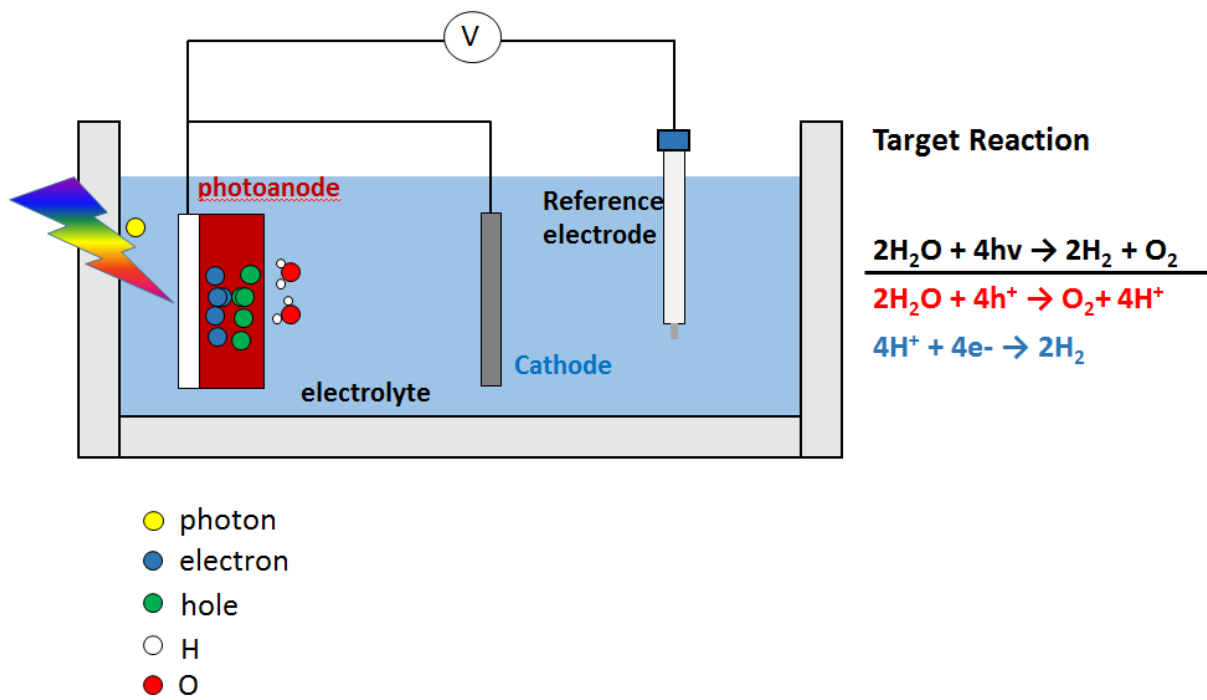 V
Target Reaction
photoanode
Reference
electrode
2H₂O + 4hv → 2H₂ + O₂
2H₂O + 4h⁺ → O₂+ 4H⁺
4H⁺ + 4e- → 2H₂
Cathode
electrolyte
photon
electron
hole
H
O